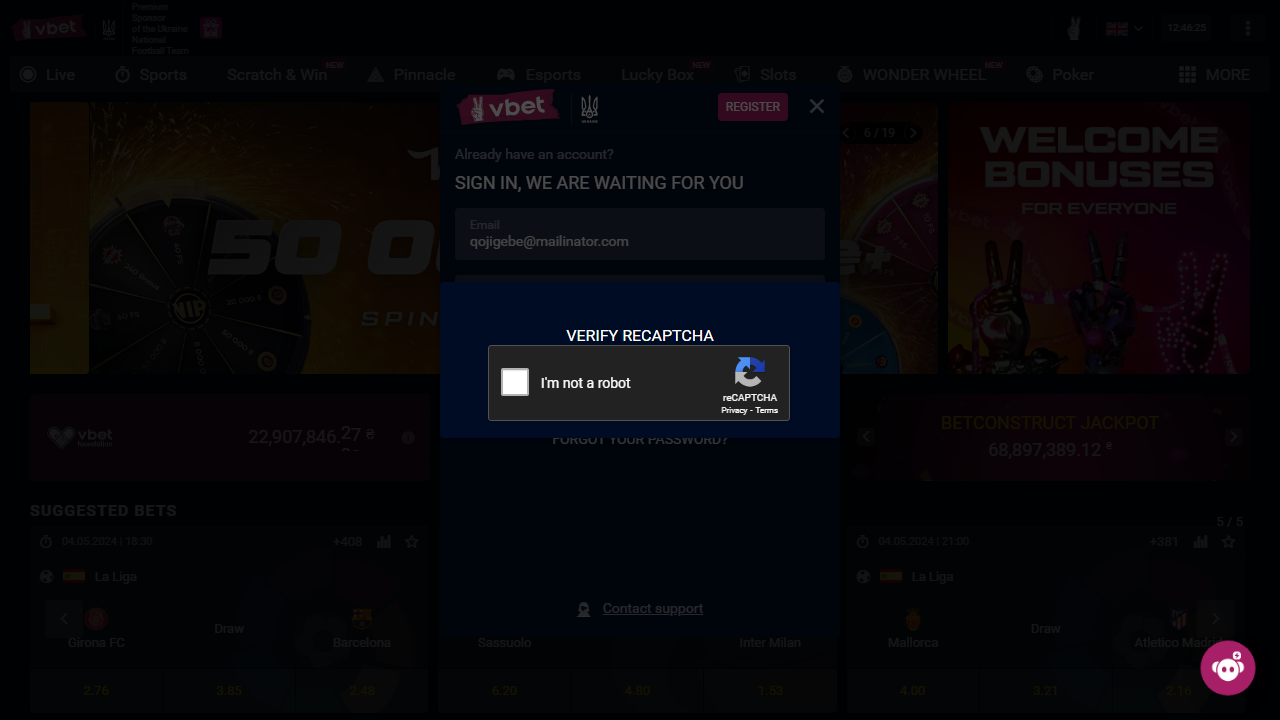 vbet
Premium
Sponsor
of the Ukraine
National
Football Team
12:46:25
Live
Sports
Scratch & Win
NEW
Pinnacle
Esports
Lucky Box
NEW
Slots
WONDER WHEEL
NEW
Poker
MORE
vbet
REGISTER
Already have an account?
SIGN IN, WE ARE WAITING FOR YOU
Email
qojigebe@mailinator.com
VERIFY RECAPTCHA
I'm not a robot
reCAPTCHA
Privacy - Terms
FORGOT YOUR PASSWORD?
Contact support
50 0
SPIN
VIP
6 / 19
WELCOME
BONUSES
FOR EVERYONE
vbet
22,907,846.27 ₴
BETCONSTRUCT JACKPOT
68,897,389.12 ₴
SUGGESTED BETS
5 / 5
04.05.2024 | 18:30
+408
La Liga
Girona FC
Draw
Barcelona
2.76
3.85
2.48
Sassuolo
Inter Milan
6.20
4.80
1.53
04.05.2024 | 21:00
+381
La Liga
Mallorca
Draw
Atletico Madrid
4.00
3.21
2.16